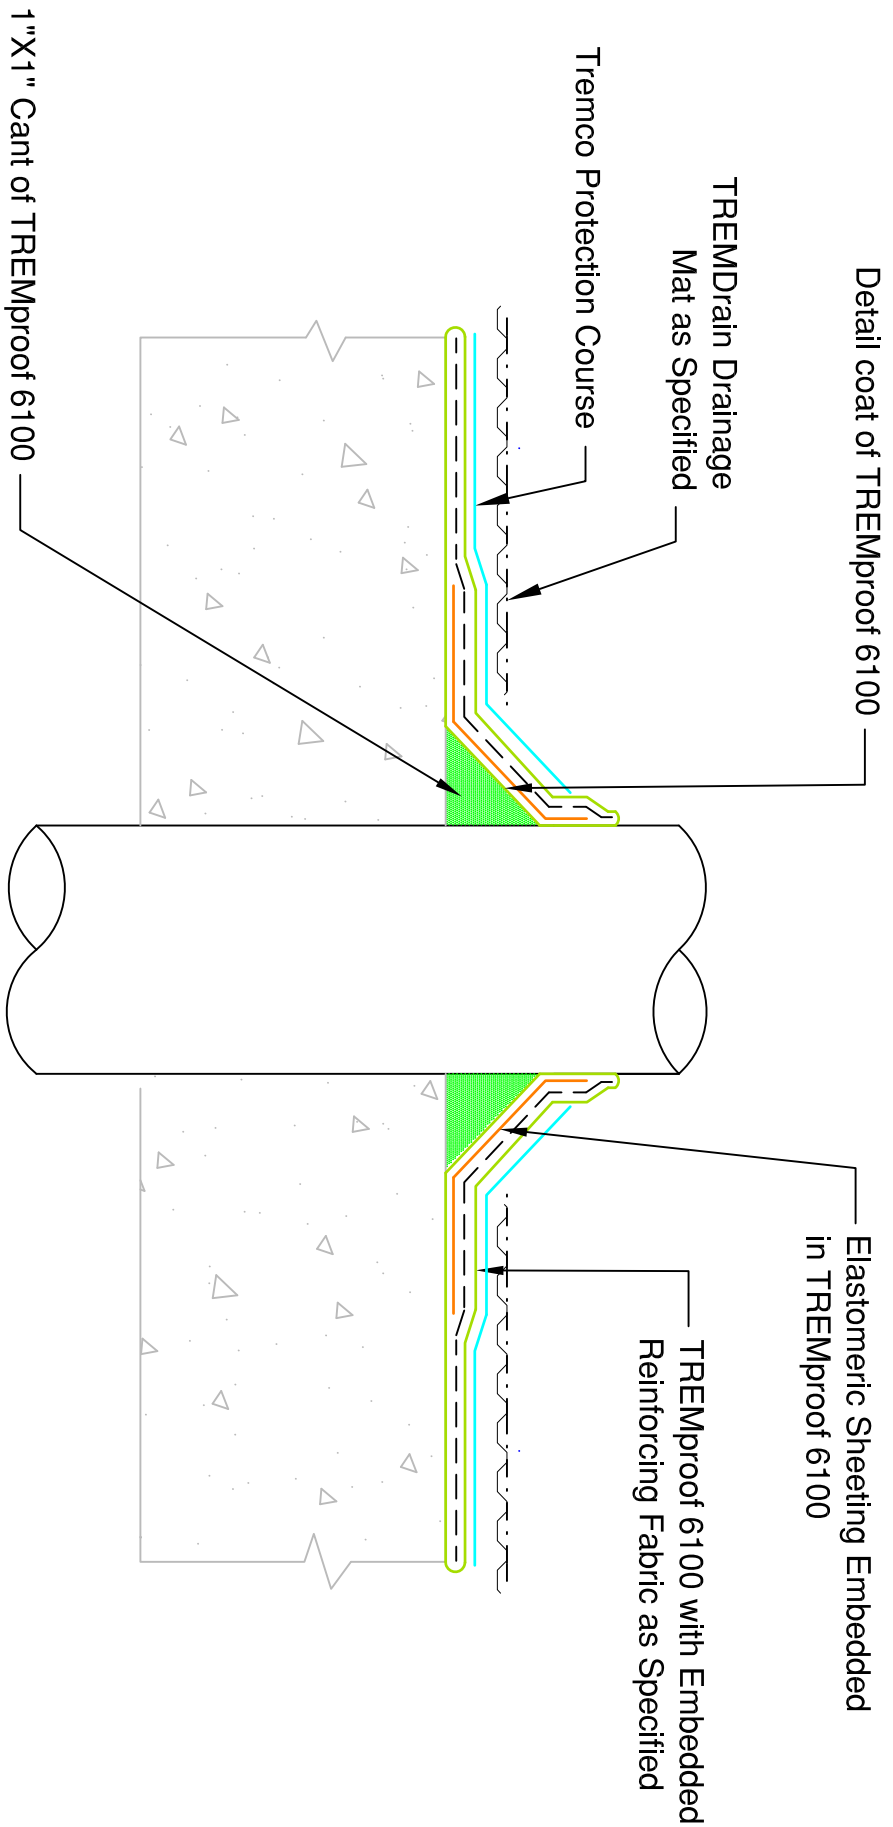 Detail coat of TREMproof 6100
TREMDrain Drainage
Mat as Specified
Tremco Protection Course
1"X1" Cant of TREMproof 6100
Elastomeric Sheeting Embedded
in TREMproof 6100
TREMproof 6100 with Embedded
Reinforcing Fabric as Specified